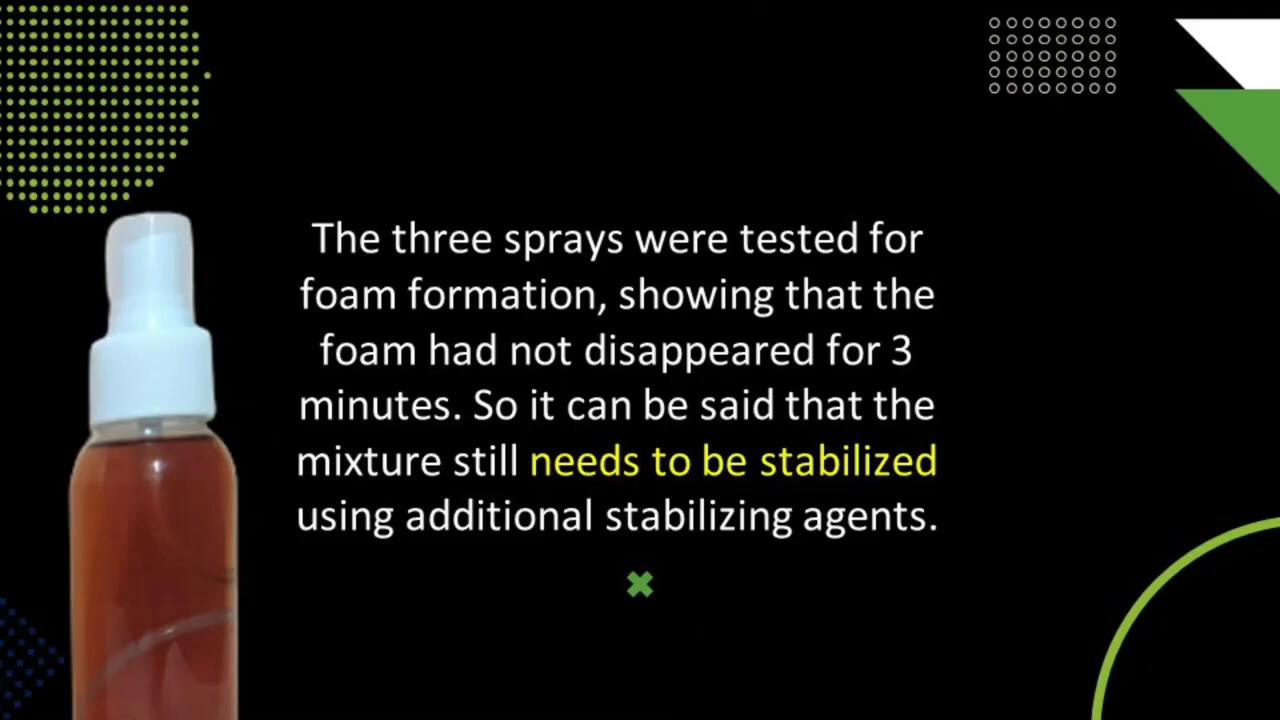 The three sprays were tested for
foam formation, showing that the
foam had not disappeared for 3
minutes. So it can be said that the
mixture still needs to be stabilized
using additional stabilizing agents.